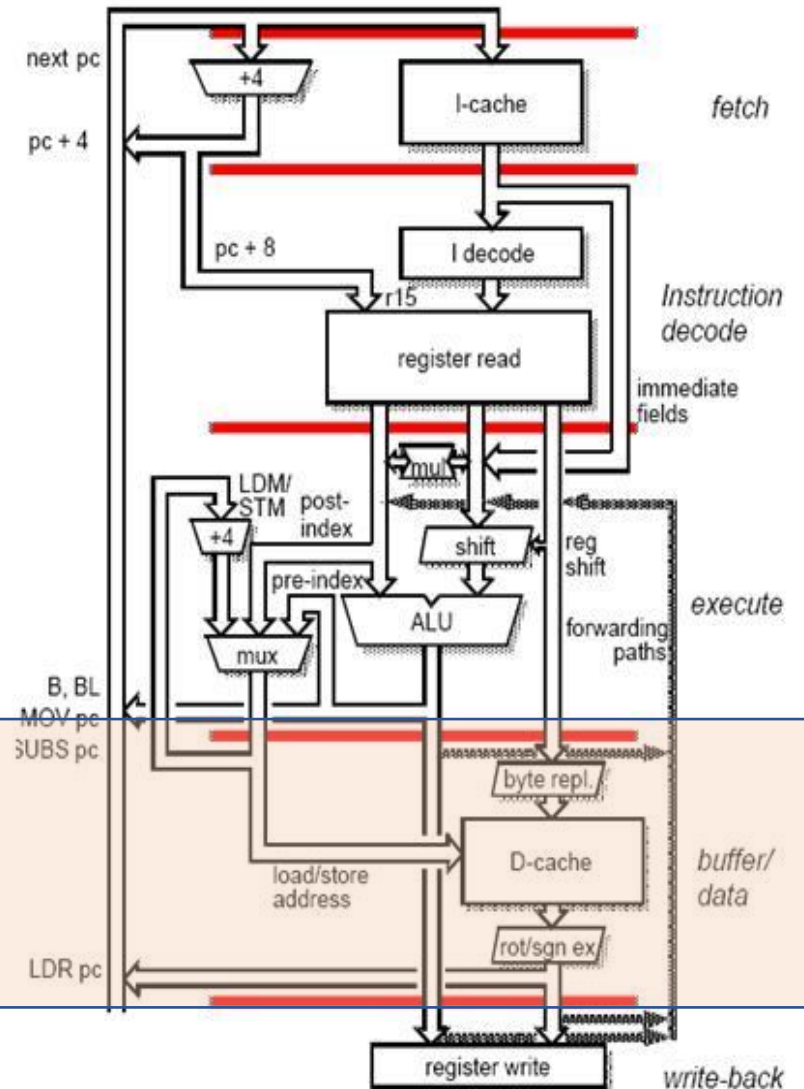 next pc
+4
I-cache
fetch
pc + 4
pc + 8
I decode
r15
Instruction
decode
register read
immediate
fields
mul
LDM/
STM
post-
index
+4
shift
reg
shift
pre-index
ALU
execute
forwarding
paths
mux
B, BL
MOV pc
SUBS pc
byte repl.
D-cache
buffer/
data
load/store
address
rot/sgn ex
LDR pc
register write
write-back